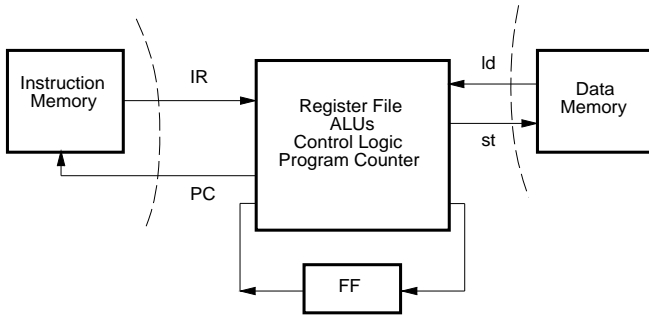 Instruction
Memory
IR
PC
Register File
ALUs
Control Logic
Program Counter
ld
st
Data
Memory
FF